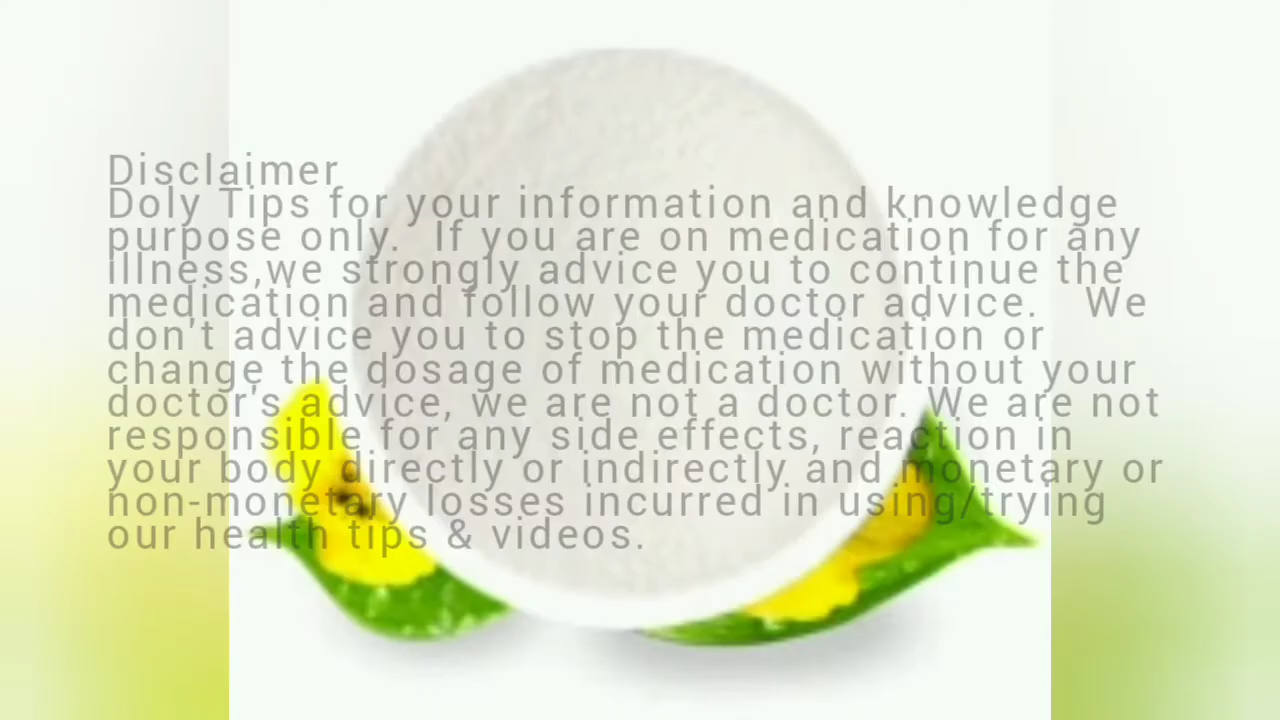 Disclaimer
Doly Tips for your information and knowledge
purpose only.  If you are on medication for any
illness,we strongly advice you to continue the
medication and follow your doctor advice.   We
don't advice you to stop the medication or
change the dosage of medication without your
doctor's advice, we are not a doctor. We are not
responsible for any side effects, reaction in
your body directly or indirectly and monetary or
non-monetary losses incurred in using/trying
our health tips & videos.